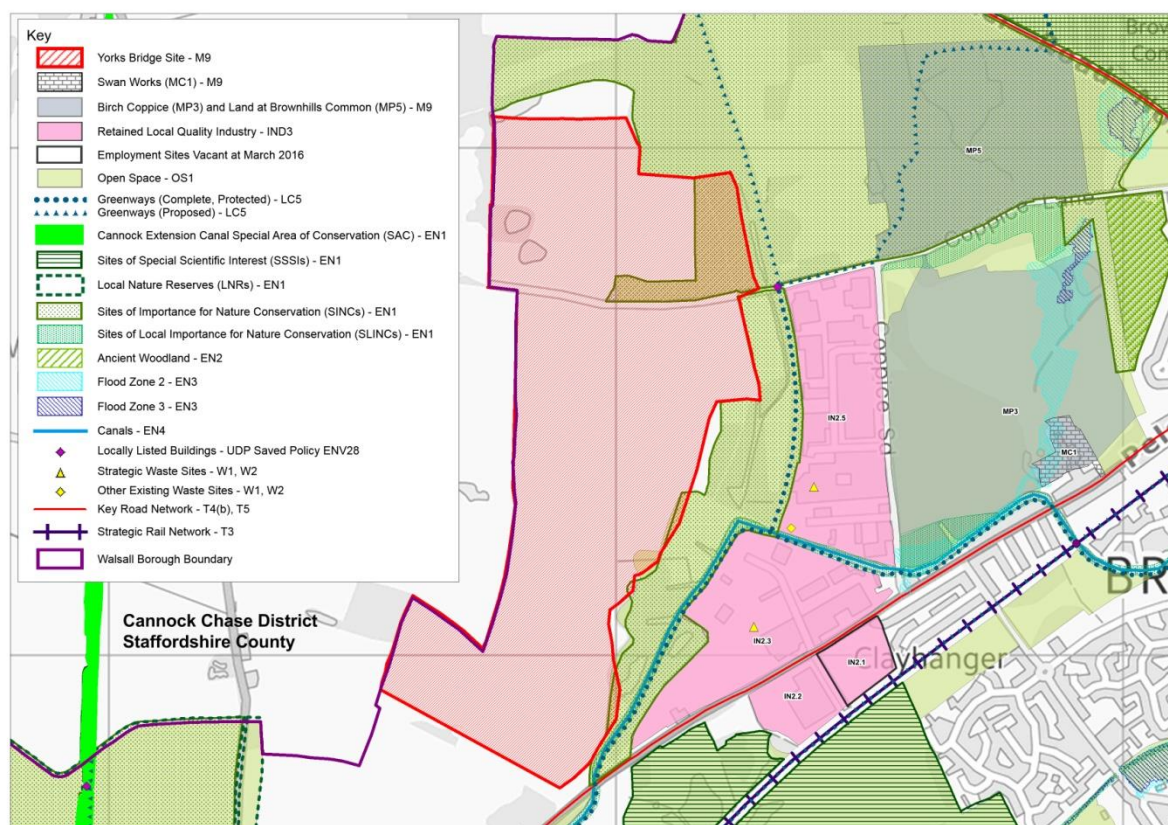 Key
Yorks Bridge Site - M9
Swan Works (MC1) - M9
Birch Coppice (MP3) and Land at Brownhills Common (MP5) - M9
Retained Local Quality Industry - IND3
Employment Sites Vacant at March 2016
Open Space - OS1
Greenways (Complete, Protected) - LC5
Greenways (Proposed) - LC5
Cannock Extension Canal Special Area of Conservation (SAC) - EN1
Sites of Special Scientific Interest (SSSIs) - EN1
Local Nature Reserves (LNRs) - EN1
Sites of Importance for Nature Conservation (SINCs) - EN1
Sites of Local Importance for Nature Conservation (SLINCs) - EN1
Ancient Woodland - EN2
Flood Zone 2 - EN3
Flood Zone 3 - EN3
Canals - EN4
Locally Listed Buildings - UDP Saved Policy ENV28
Strategic Waste Sites - W1, W2
Other Existing Waste Sites - W1, W2
Key Road Network - T4(b), T5
Strategic Rail Network - T3
Walsall Borough Boundary
Cannock Chase District
Staffordshire County
Brow
Con
MP5
Coppice Lane
Coppice Sd
IN2.5
MP3
MC1
Pel
BR
IN2.3
IN2.1
Clayhanger
IN2.2